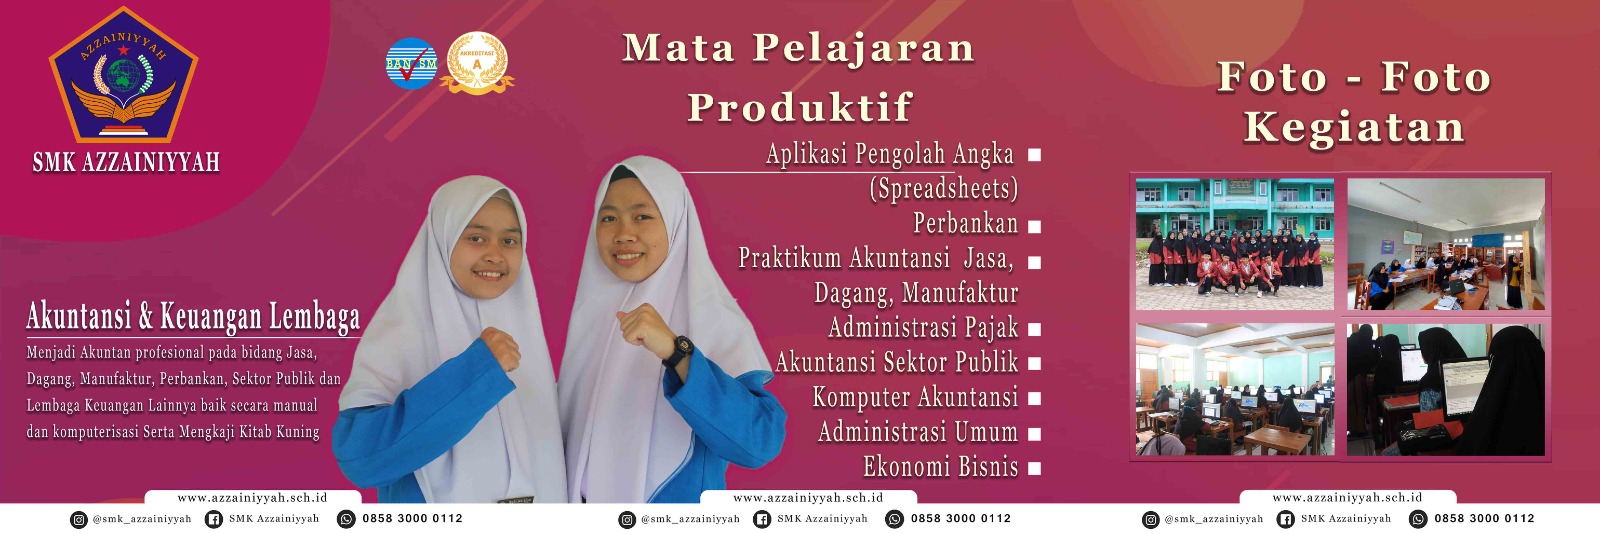 AZZAINIYYAH
SMK AZZAINIYYAH
BAN SM
AKREDITASI
A
Akuntansi & Keuangan Lembaga
Menjadi Akuntan profesional pada bidang Jasa,
Dagang, Manufaktur, Perbankan, Sektor Publik dan
Lembaga Keuangan Lainnya baik secara manual
dan komputerisasi Serta Mengkaji Kitab Kuning
www.azzainiyyah.sch.id
@smk_azzainiyyah
SMK Azzainiyyah
0858 3000 0112
Mata Pelajaran
Produktif
Aplikasi Pengolah Angka
(Spreadsheets)
Perbankan
Praktikum Akuntansi Jasa,
Dagang, Manufaktur
Administrasi Pajak
Akuntansi Sektor Publik
Komputer Akuntansi
Administrasi Umum
Ekonomi Bisnis
www.azzainiyyah.sch.id
@smk_azzainiyyah
SMK Azzainiyyah
0858 3000 0112
Foto - Foto
Kegiatan
www.azzainiyyah.sch.id
@smk_azzainiyyah
SMK Azzainiyyah
0858 3000 0112